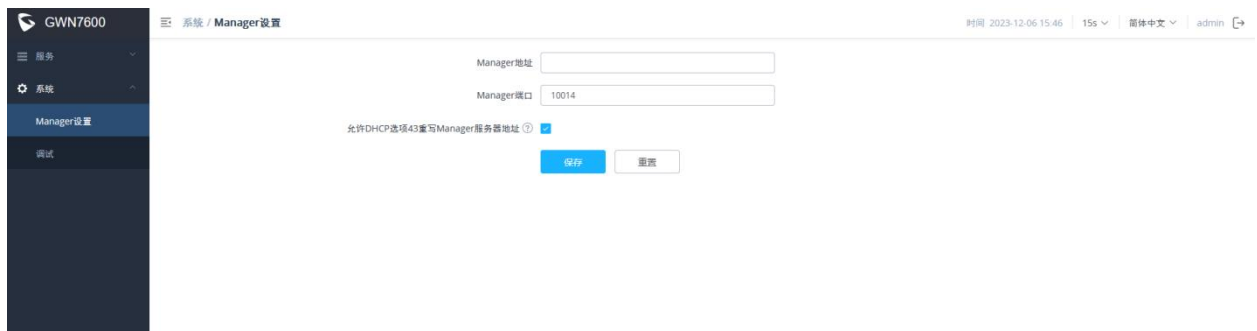 GWN7600
系统 / Manager设置
时间 2023-12-06 15:46 15s 简体中文 admin
服务
系统
Manager设置
调试
Manager地址
Manager端口 10014
允许DHCP选项43重写Manager服务器地址 ?
保存 重置